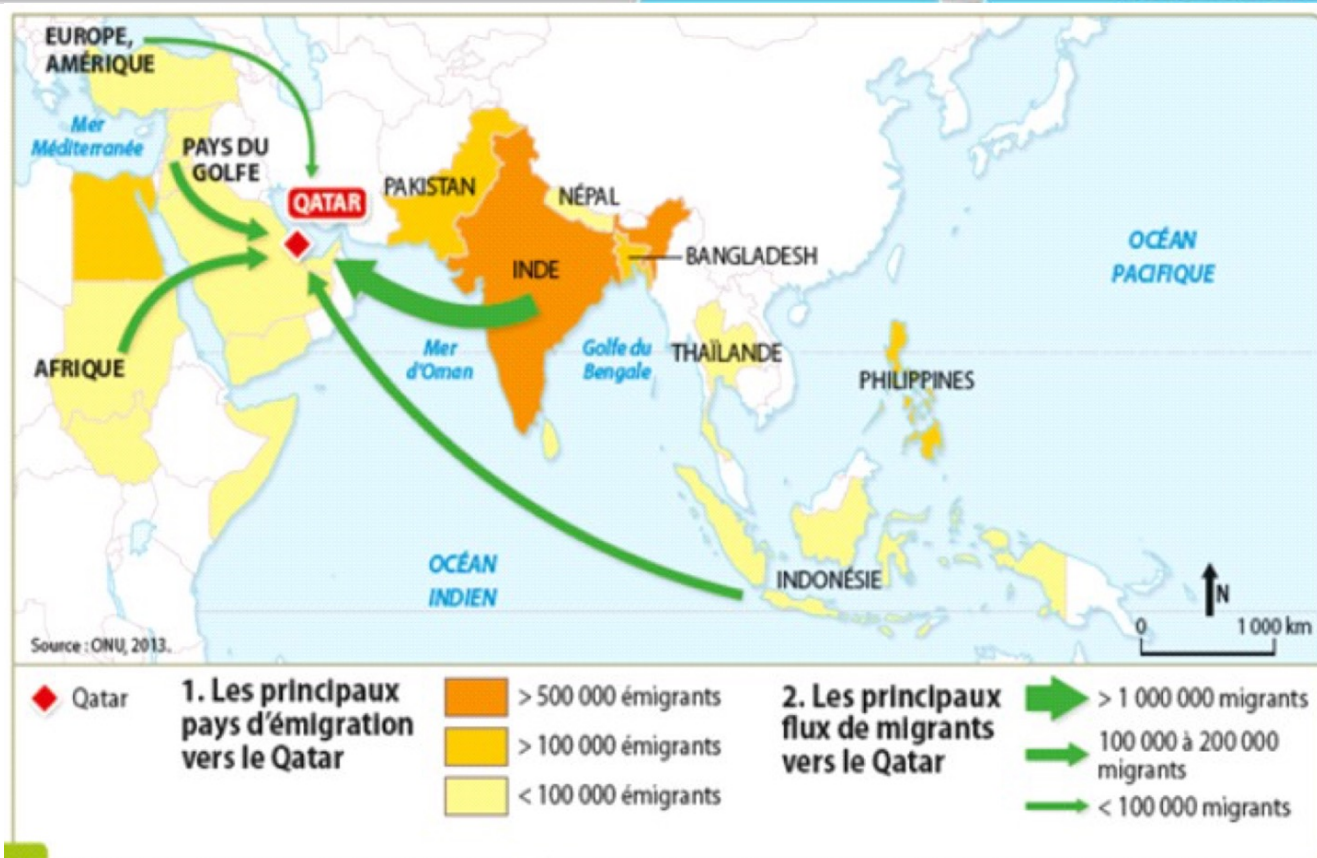 EUROPE,
AMÉRIQUE
Mer
Méditerranée
PAYS DU
GOLFE
QATAR
PAKISTAN
NÉPAL
BANGLADESH
INDE
OCÉAN
PACIFIQUE
AFRIQUE
Mer
d'Oman
Golfe du
Bengale
THAÏLANDE
PHILIPPINES
OCÉAN
INDIEN
INDONÉSIE
N
Source : ONU, 2013.
0 1 000 km
Qatar
1. Les principaux
pays d'émigration
vers le Qatar
> 500 000 émigrants
> 100 000 émigrants
< 100 000 émigrants
2. Les principaux
flux de migrants
vers le Qatar
> 1 000 000 migrants
100 000 à 200 000
migrants
< 100 000 migrants